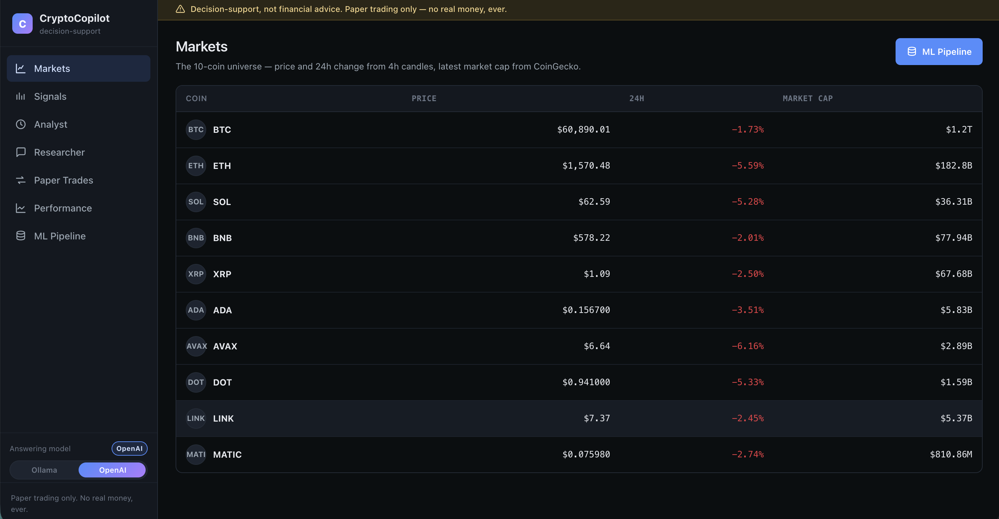 C
CryptoCopilot
decision-support
Markets
Signals
Analyst
Researcher
Paper Trades
Performance
ML Pipeline
Answering model OpenAI
Ollama OpenAI
Paper trading only. No real money,
ever.
Decision-support, not financial advice. Paper trading only — no real money, ever.
Markets
ML Pipeline
The 10-coin universe — price and 24h change from 4h candles, latest market cap from CoinGecko.
COIN PRICE 24H MARKET CAP
BTC BTC $60,890.01 −1.73% $1.2T
ETH ETH $1,570.48 −5.59% $182.8B
SOL SOL $62.59 −5.28% $36.31B
BNB BNB $578.22 −2.01% $77.94B
XRP XRP $1.09 −2.50% $67.68B
ADA ADA $0.156700 −3.51% $5.83B
AVAX AVAX $6.64 −6.16% $2.89B
DOT DOT $0.941000 −5.33% $1.59B
LINK LINK $7.37 −2.45% $5.37B
MATI MATIC $0.075980 −2.74% $810.86M